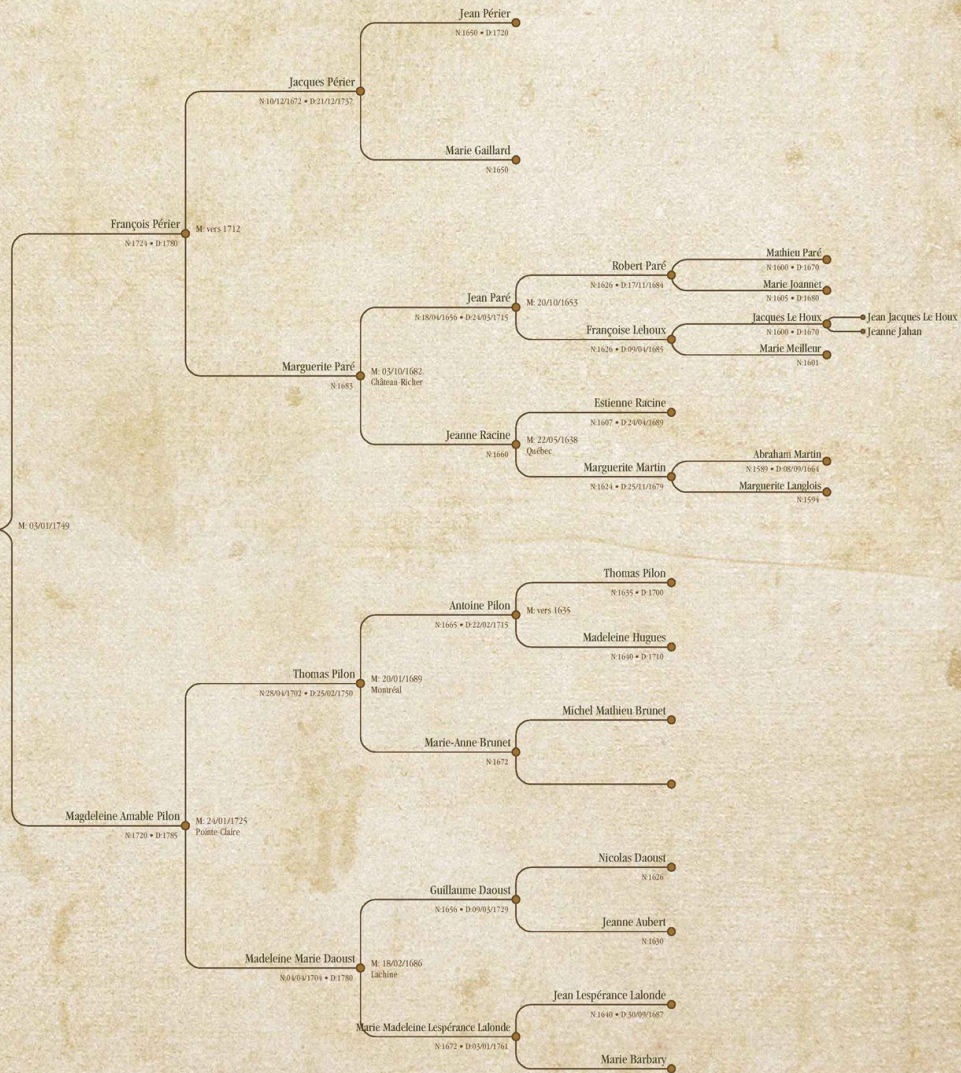 Jean Périer
N:1650 • D:1720
Jacques Périer
N:10/12/1672 • D:21/12/1757
Marie Gaillard
N:1650
François Périer
N:1724 • D:1780
M: vers 1712
Mathieu Paré
N:1600 • D:1670
Robert Paré
N:1626 • D:17/11/1684
Marie Joannet
N:1605 • D:1680
Jean Paré
N:18/04/1656 • D:24/03/1715
M: 20/10/1653
Jacques Le Houx
N:1600 • D:1670
Jean Jacques Le Houx
Jeanne Jahan
Françoise Lehoux
N:1626 • D:09/04/1685
Marie Meilleur
N:1601
Marguerite Paré
N:1683
M: 03/10/1682
Château-Richer
Estienne Racine
N:1607 • D:24/04/1689
Jeanne Racine
N:1660
M: 22/05/1638
Québec
Abraham Martin
N:1589 • D:08/09/1664
Marguerite Martin
N:1624 • D:25/11/1679
Marguerite Langlois
N:1594
M: 03/01/1749
Thomas Pilon
N:1635 • D:1700
Antoine Pilon
N:1665 • D:22/02/1715
M: vers 1635
Madeleine Hugues
N:1640 • D:1710
Thomas Pilon
N:28/04/1702 • D:25/02/1750
M: 20/01/1689
Montréal
Michel Mathieu Brunet
Marie-Anne Brunet
N:1672
Magdeleine Amable Pilon
N:1720 • D:1785
M: 24/01/1725
Pointe-Claire
Nicolas Daoust
N:1626
Guillaume Daoust
N:1656 • D:09/03/1729
Jeanne Aubert
N:1630
Madeleine Marie Daoust
N:04/04/1704 • D:1780
M: 18/02/1686
Lachine
Jean Lespérance Lalonde
N:1640 • D:30/09/1687
Marie Madeleine Lespérance Lalonde
N:1672 • D:03/01/1761
Marie Barbary